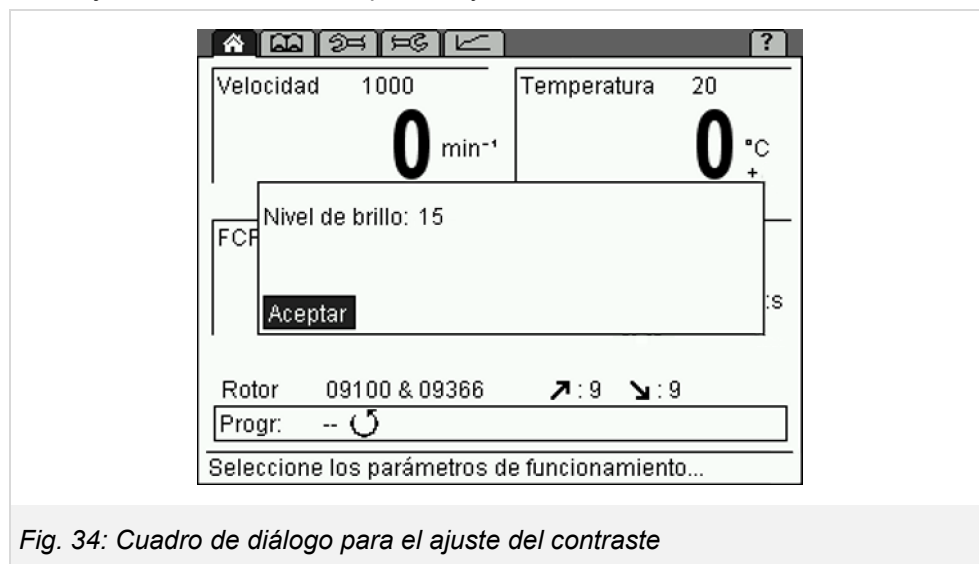 ?
Velocidad 1000
0 min⁻¹
Temperatura 20
0 °C
+
Nivel de brillo: 15
Aceptar
Rotor 09100 & 09366 ↗ : 9 ↘ : 9
Progr: -- ↺
Seleccione los parámetros de funcionamiento...
Fig. 34: Cuadro de diálogo para el ajuste del contraste